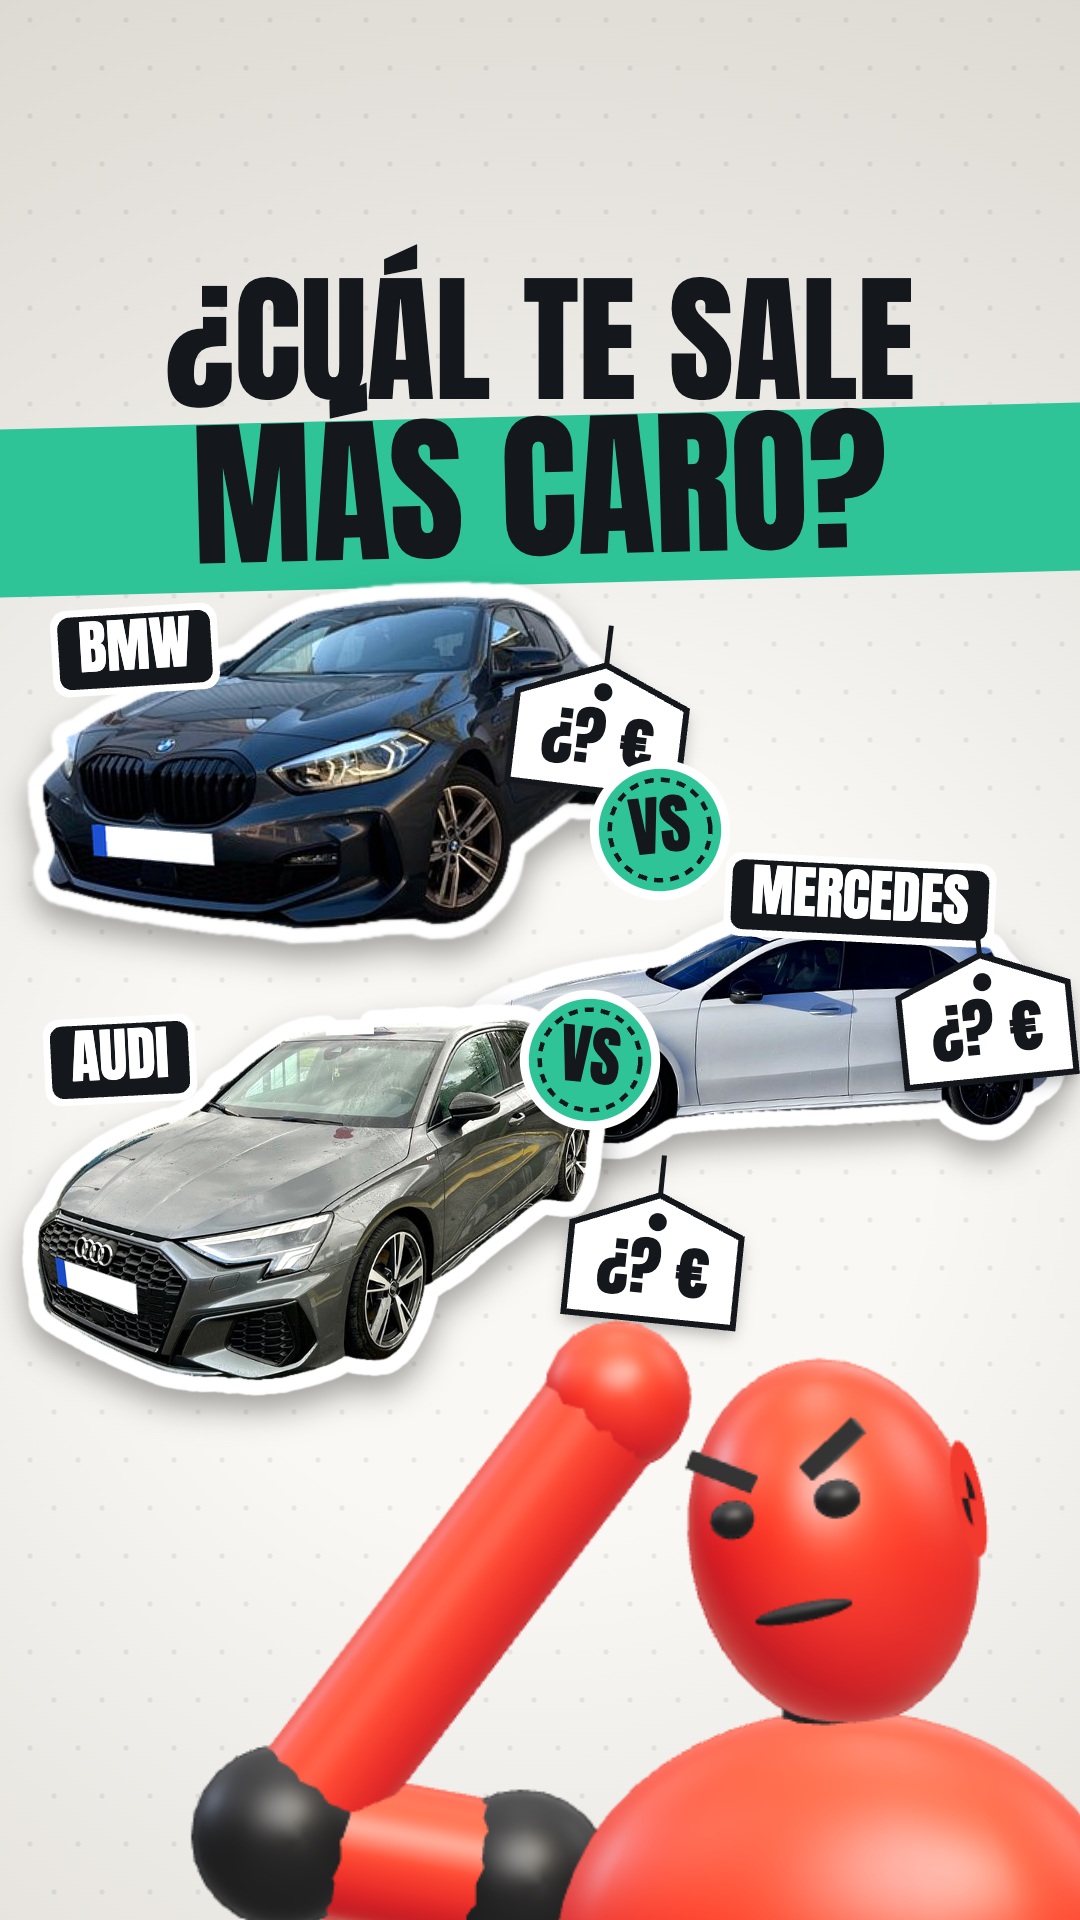 ¿CUÁL TE SALE
MÁS CARO?
BMW
¿? €
VS
MERCEDES
¿? €
VS
AUDI
¿? €